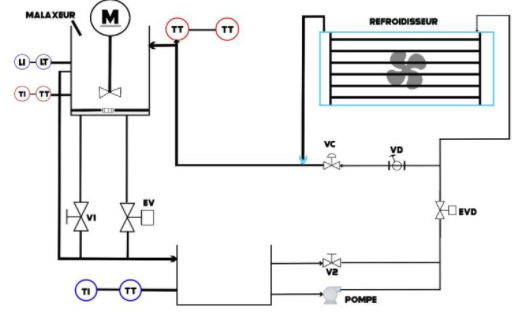 MALAXEUR
M
TT TT
REFROIDISSEUR
LI LT
TI TT
VC
VD
V1
EV
EVD
V2
TI TT
POMPE